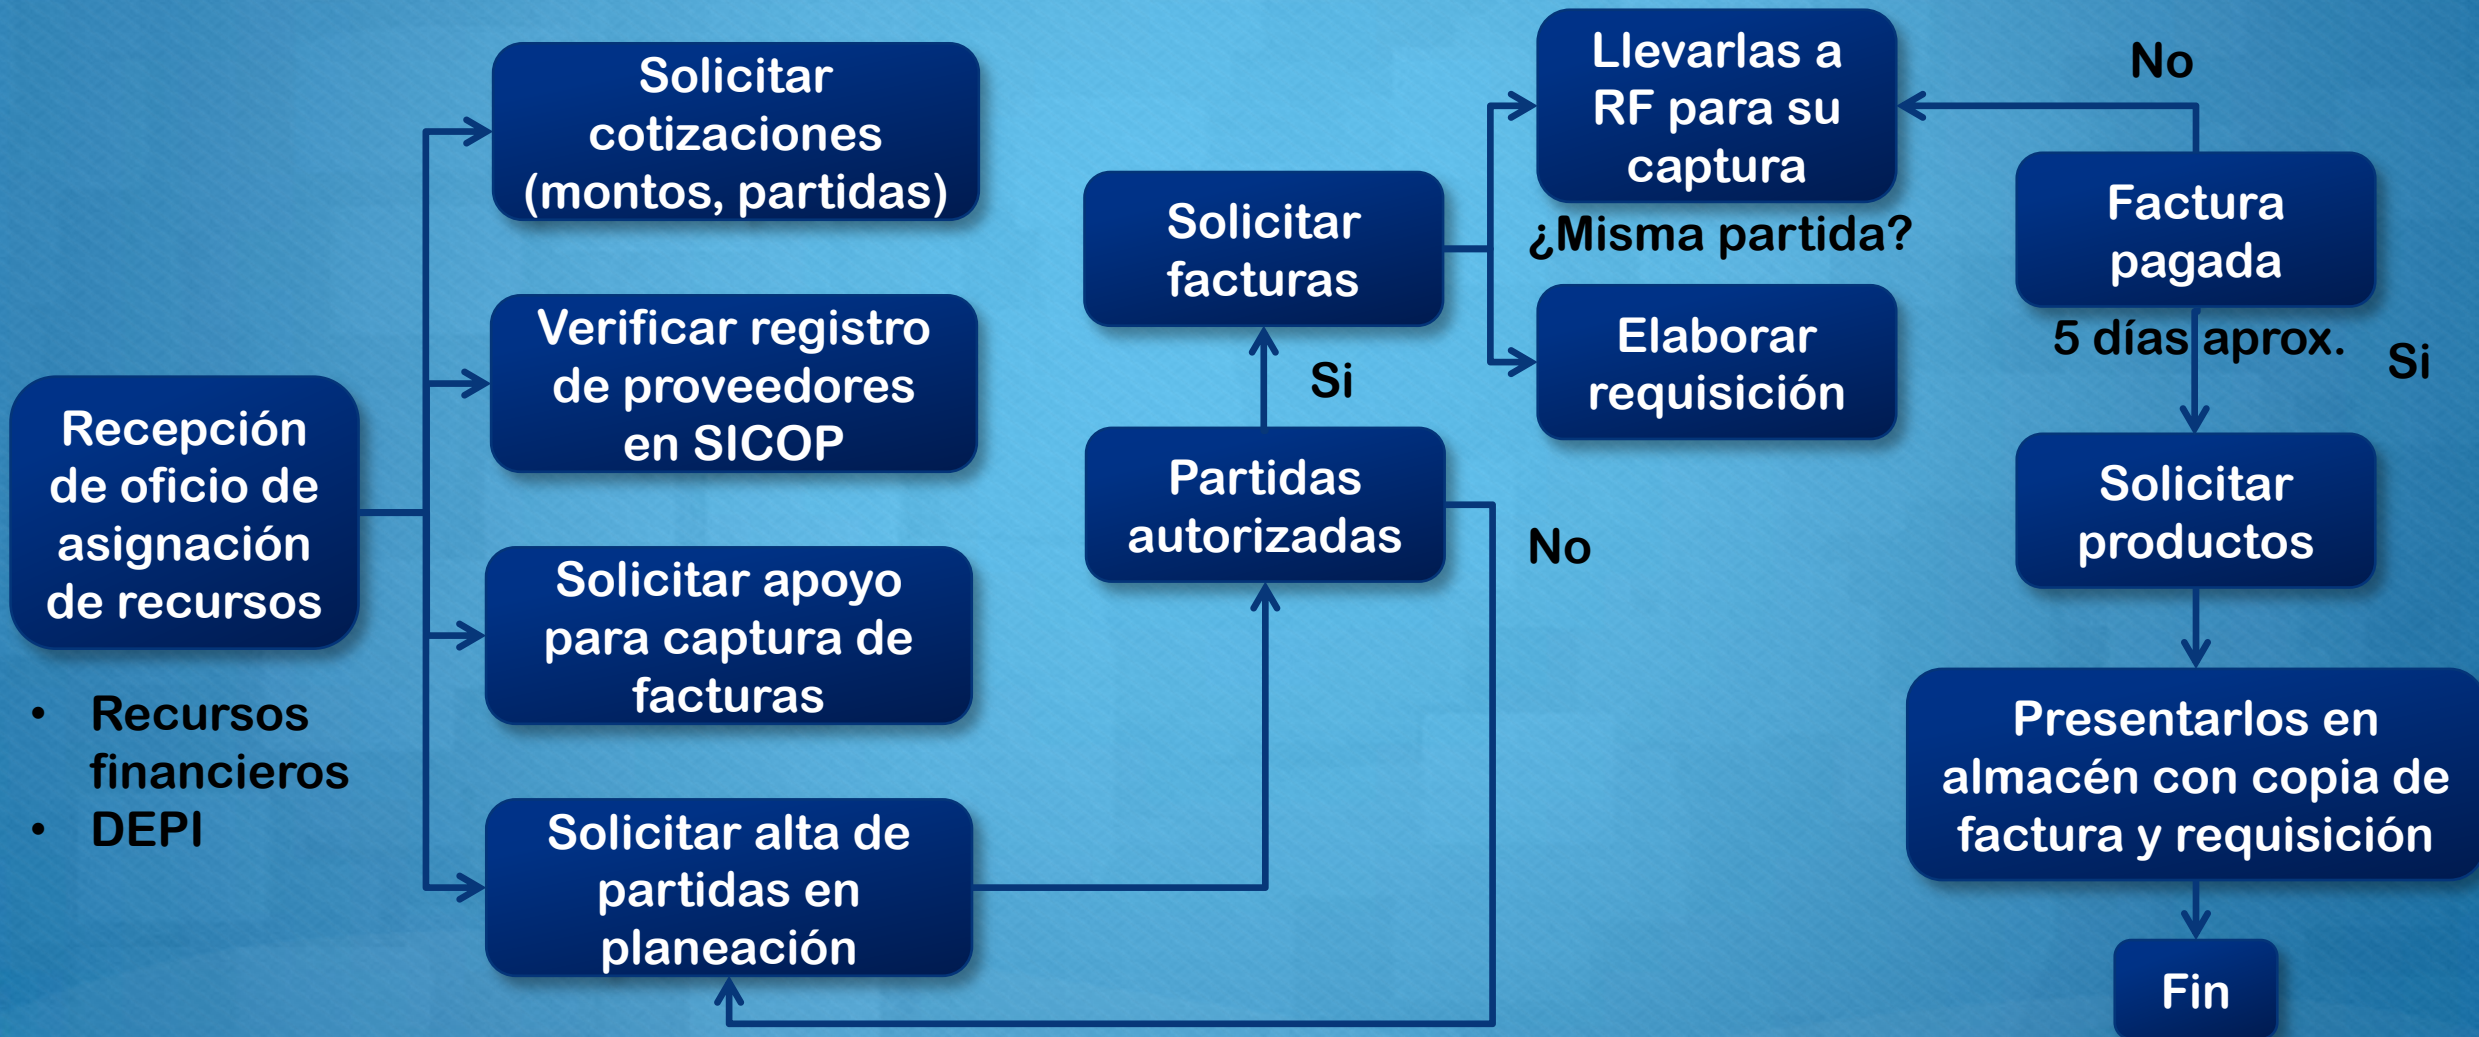 Recepción
de oficio de
asignación
de recursos
• Recursos
financieros
• DEPI
Solicitar
cotizaciones
(montos, partidas)
Verificar registro
de proveedores
en SICOP
Solicitar apoyo
para captura de
facturas
Solicitar alta de
partidas en
planeación
Solicitar
facturas
Si
Partidas
autorizadas
No
Llevarlas a
RF para su
captura
¿Misma partida?
Elaborar
requisición
No
Factura
pagada
5 días aprox.
Si
Solicitar
productos
Presentarlos en
almacén con copia de
factura y requisición
Fin